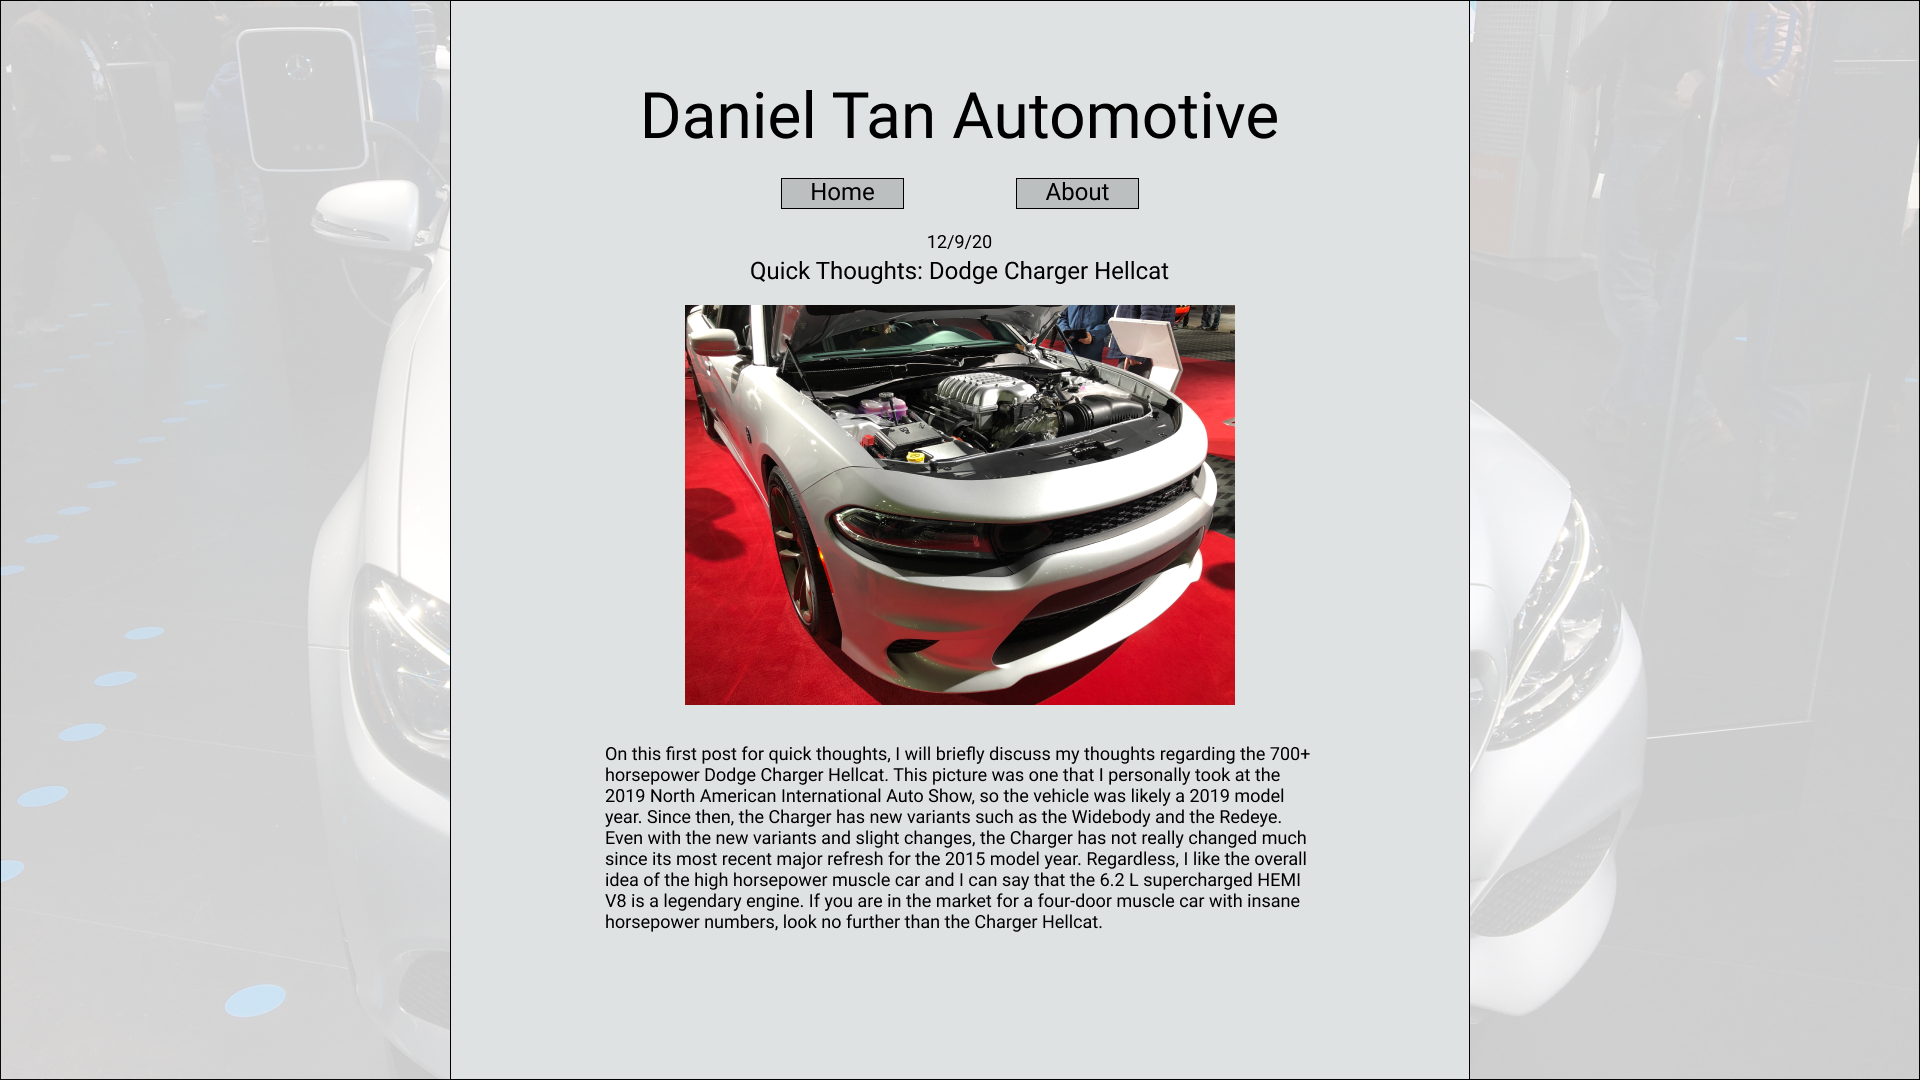 Daniel Tan Automotive
Home
About
12/9/20
Quick Thoughts: Dodge Charger Hellcat
On this first post for quick thoughts, I will briefly discuss my thoughts regarding the 700+
horsepower Dodge Charger Hellcat. This picture was one that I personally took at the
2019 North American International Auto Show, so the vehicle was likely a 2019 model
year. Since then, the Charger has new variants such as the Widebody and the Redeye.
Even with the new variants and slight changes, the Charger has not really changed much
since its most recent major refresh for the 2015 model year. Regardless, I like the overall
idea of the high horsepower muscle car and I can say that the 6.2 L supercharged HEMI
V8 is a legendary engine. If you are in the market for a four-door muscle car with insane
horsepower numbers, look no further than the Charger Hellcat.